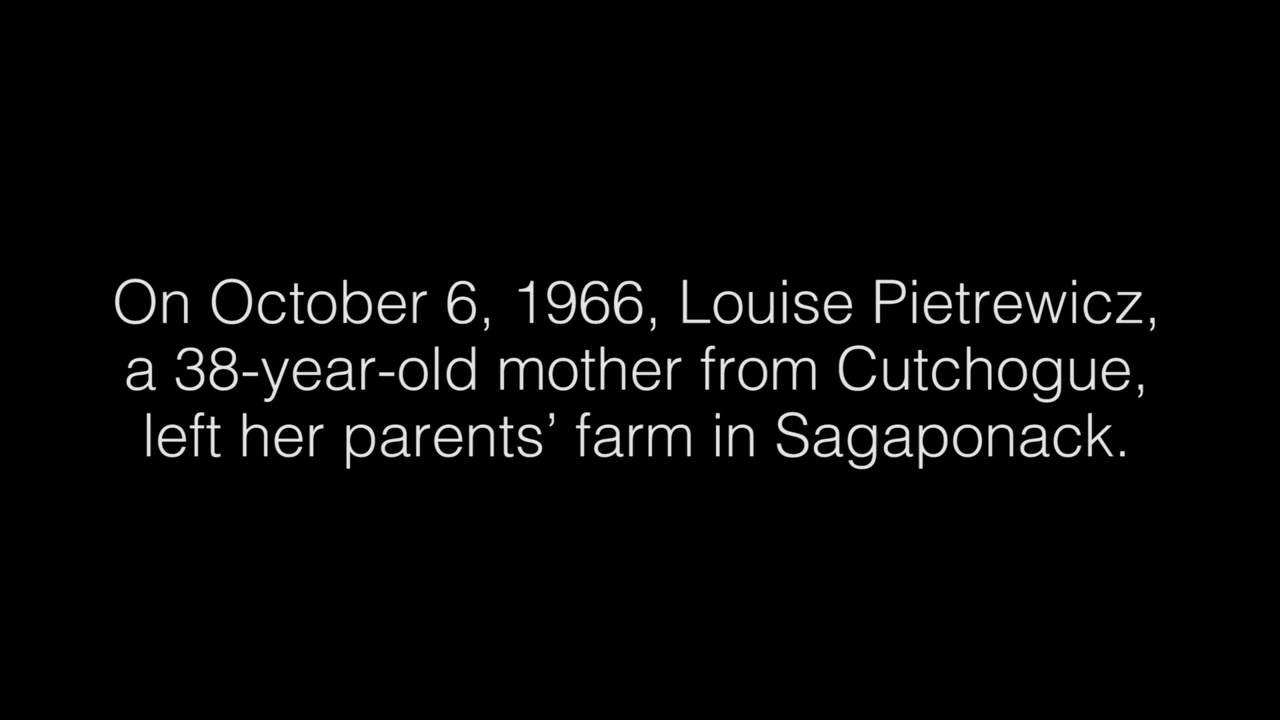 On October 6, 1966, Louise Pietrewicz,
a 38-year-old mother from Cutchogue,
left her parents’ farm in Sagaponack.